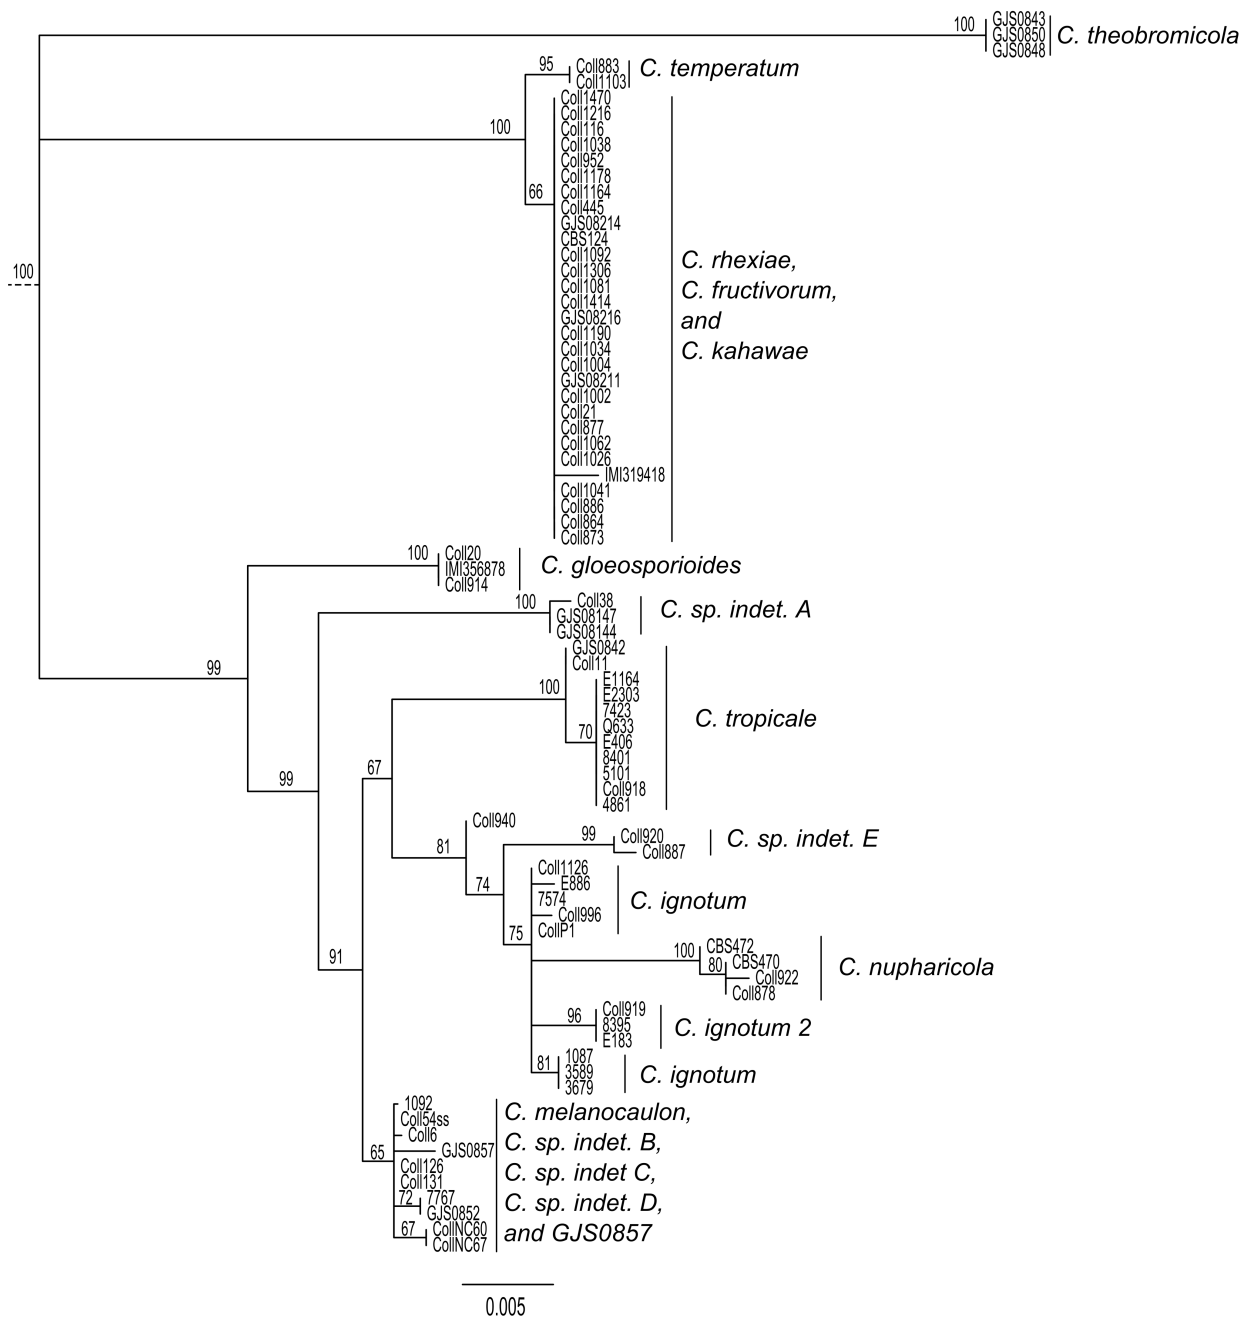 100
GJS0843
GJS0850
GJS0848
C. theobromicola
95
Coll883
Coll1103
C. temperatum
100
66
Coll1470
Coll1216
Coll116
Coll1038
Coll952
Coll1178
Coll1164
Coll445
GJS08214
CBS124
Coll1092
Coll1306
Coll1081
Coll1414
GJS08216
Coll1190
Coll1034
Coll1004
GJS08211
Coll1002
Coll21
Coll877
Coll1062
Coll1026
IMI319418
Coll1041
Coll886
Coll864
Coll873
C. rhexiae,
C. fructivorum,
and
C. kahawae
100
100
Coll20
IMI356878
Coll914
C. gloeosporioides
100
Coll38
GJS08147
GJS08144
C. sp. indet. A
99
100
GJS0842
Coll11
70
E1164
E2303
7423
Q633
E406
8401
5101
Coll918
4861
C. tropicale
99
67
81
Coll940
99
Coll920
Coll887
C. sp. indet. E
74
Coll1126
E886
7574
Coll996
CollP1
C. ignotum
75
91
100
CBS472
80
CBS470
Coll922
Coll878
C. nupharicola
96
Coll919
8395
E183
C. ignotum 2
81
1087
3589
3679
C. ignotum
65
1092
Coll54ss
Coll6
GJS0857
Coll126
Coll131
72
7767
GJS0852
67
CollNC60
CollNC67
C. melanocaulon,
C. sp. indet. B,
C. sp. indet C,
C. sp. indet. D,
and GJS0857
0.005